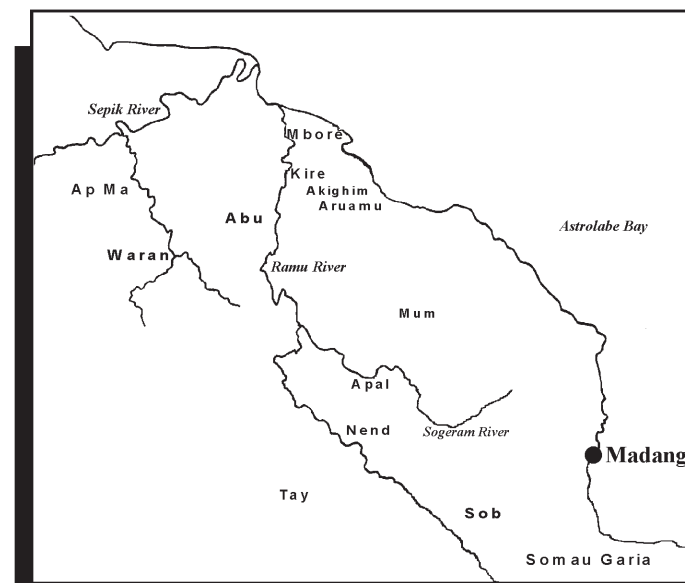 Sepik River
Mbore
Kire
Akighim
Aruamu
Ap Ma
Abu
Astrolabe Bay
Waran
Ramu River
Mum
Apal
Nend
Sogeram River
Madang
Tay
Sob
Somau Garia